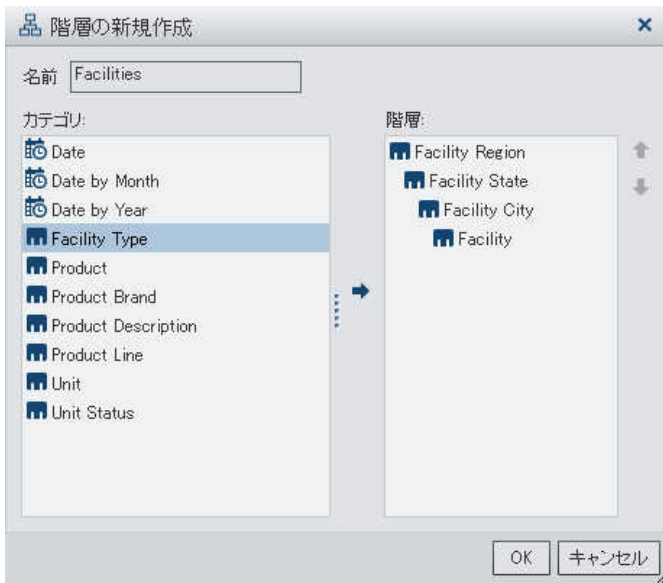 階層の新規作成
名前 Facilities
カテゴリ:
Date
Date by Month
Date by Year
Facility Type
Product
Product Brand
Product Description
Product Line
Unit
Unit Status
階層:
Facility Region
Facility State
Facility City
Facility
OK キャンセル